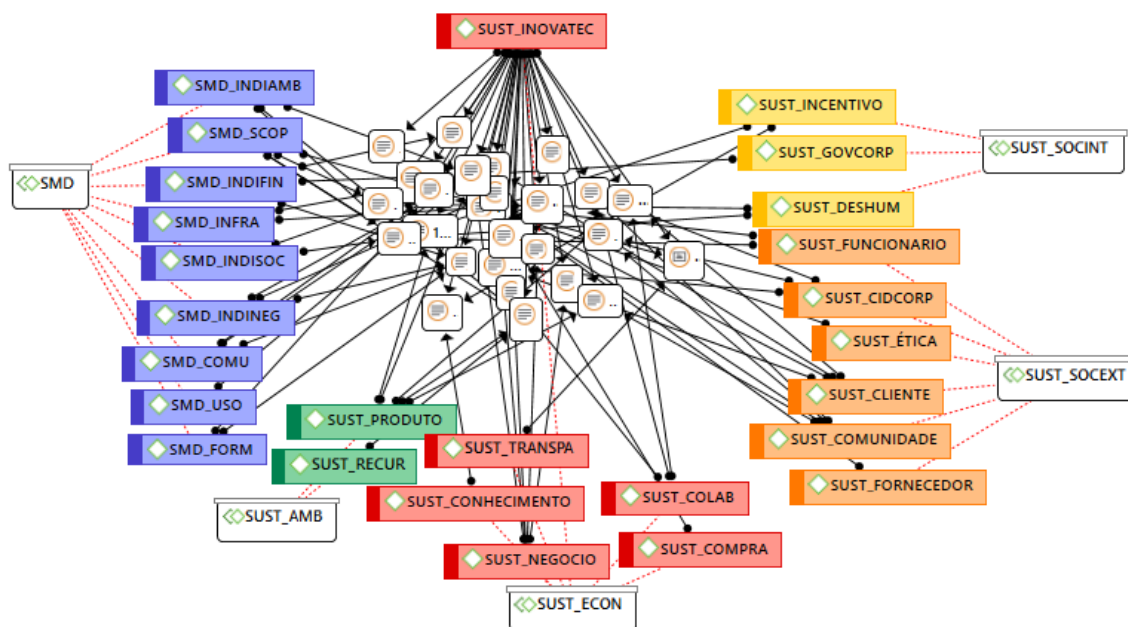 SUST_INOVATEC
SMD_INDIAMB
SMD_SCOP
SMD_INDIFIN
SMD_INFRA
SMD_INDISOC
SMD_INDINEG
SMD_COMU
SMD_USO
SMD_FORM
SMD
SUST_INCENTIVO
SUST_GOVCORP
SUST_DESHUM
SUST_SOCINT
SUST_FUNCIONARIO
SUST_CIDCORP
SUST_ÉTICA
SUST_CLIENTE
SUST_COMUNIDADE
SUST_FORNECEDOR
SUST_SOCEXT
1...
SUST_PRODUTO
SUST_RECUR
SUST_AMB
SUST_TRANSPA
SUST_CONHECIMENTO
SUST_NEGOCIO
SUST_COLAB
SUST_COMPRA
SUST_ECON